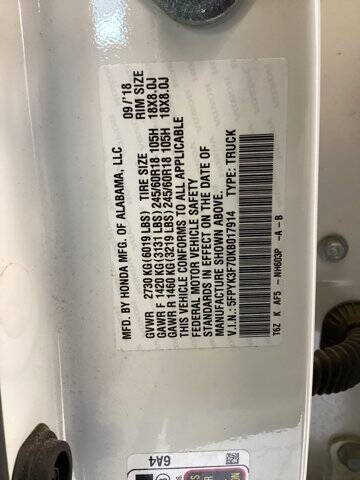 MFD. BY HONDA MFG. OF ALABAMA, LLC 09/'18
GVWR 2730 KG(6019 LBS) TIRE SIZE RIM SIZE
GAWR F 1420 KG(3131 LBS) 245/60R18 105H 18X8.0J
GAWR R 1460 KG(3219 LBS) 245/60R18 105H 18X8.0J
THIS VEHICLE CONFORMS TO ALL APPLICABLE
FEDERAL MOTOR VEHICLE SAFETY
STANDARDS IN EFFECT ON THE DATE OF
MANUFACTURE SHOWN ABOVE.
V.I.N.: 5FPYK3F70KB017914 TYPE: TRUCK
T6Z K AF5 - NH603P -A-B
6A4